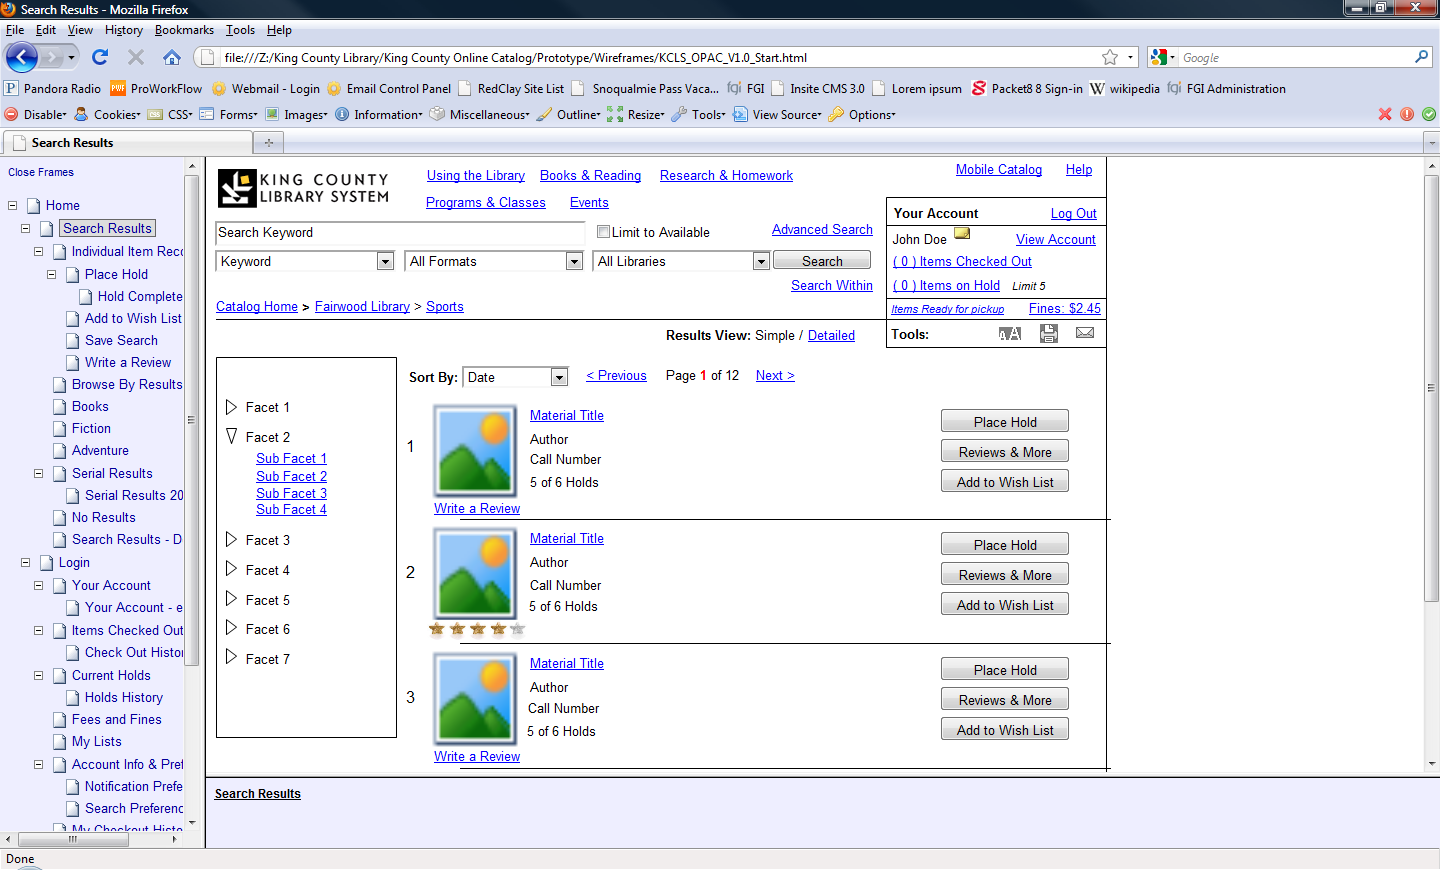 Search Results - Mozilla Firefox
File Edit View History Bookmarks Tools Help
file:///Z:/King County Library/King County Online Catalog/Prototype/Wireframes/KCLS_OPAC_V1.0_Start.html
Google
Pandora Radio ProWorkFlow Webmail - Login Email Control Panel RedClay Site List Snoqualmie Pass Vaca... FGI Insite CMS 3.0 Lorem ipsum Packet8 8 Sign-in wikipedia FGI Administration
Disable Cookies CSS Forms Images Information Miscellaneous Outline Resize Tools View Source Options
Search Results
Close Frames
Home
Search Results
Individual Item Reco
Place Hold
Hold Complete
Add to Wish List
Save Search
Write a Review
Browse By Results
Books
Fiction
Adventure
Serial Results
Serial Results 20
No Results
Search Results - D
Login
Your Account
Your Account - e
Items Checked Out
Check Out Histor
Current Holds
Holds History
Fees and Fines
My Lists
Account Info & Pref
Notification Prefe
Search Preferenc
My Checkout Histo
KING COUNTY
LIBRARY SYSTEM
Using the Library Books & Reading Research & Homework
Programs & Classes Events
Mobile Catalog Help
Search Keyword
Limit to Available
Advanced Search
Keyword All Formats All Libraries Search
Search Within
Your Account Log Out
John Doe View Account
( 0 ) Items Checked Out
( 0 ) Items on Hold Limit 5
Items Ready for pickup Fines: $2.45
Tools: AA
Catalog Home > Fairwood Library > Sports
Results View: Simple / Detailed
Facet 1
Facet 2
Sub Facet 1
Sub Facet 2
Sub Facet 3
Sub Facet 4
Facet 3
Facet 4
Facet 5
Facet 6
Facet 7
Sort By: Date < Previous Page 1 of 12 Next >
1
Material Title
Author
Call Number
5 of 6 Holds
Write a Review
Place Hold
Reviews & More
Add to Wish List
2
Material Title
Author
Call Number
5 of 6 Holds
Place Hold
Reviews & More
Add to Wish List
3
Material Title
Author
Call Number
5 of 6 Holds
Write a Review
Place Hold
Reviews & More
Add to Wish List
Search Results
Done